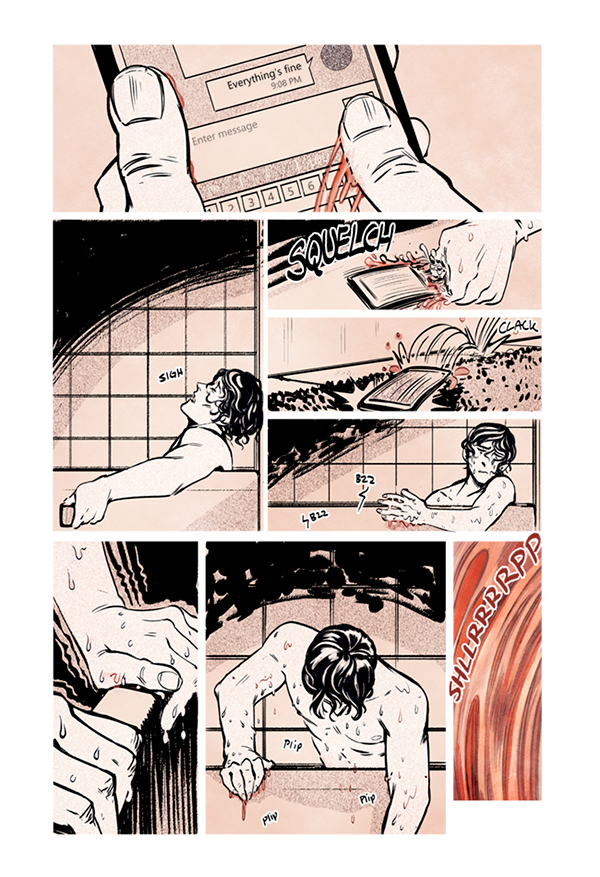 Everything's fine
9:08 PM
Enter message
1 2 3 4 5 6
SQUELCH
CLACK
SIGH
BZZ
BZZ
Plip
Plip
Plip
SHLLRRRRRPP